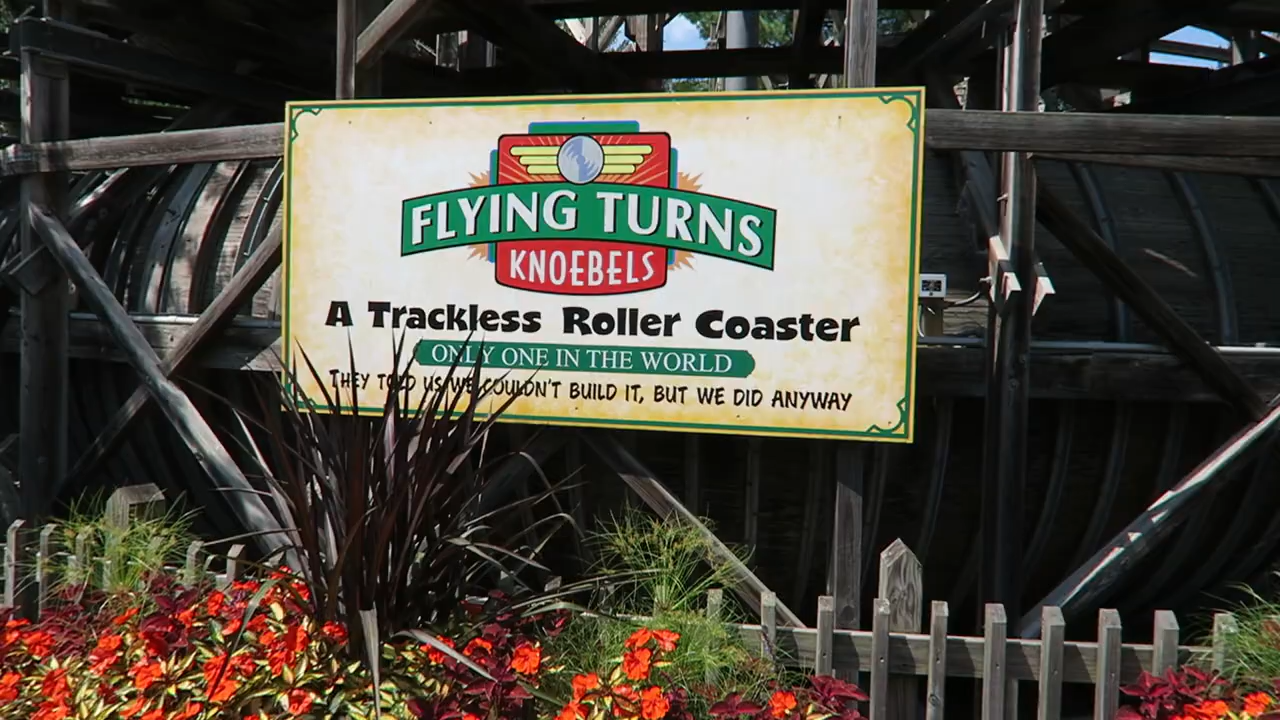 FLYING TURNS
KNOEBELS
A Trackless Roller Coaster
ONLY ONE IN THE WORLD
THEY TOLD US WE COULDN'T BUILD IT, BUT WE DID ANYWAY